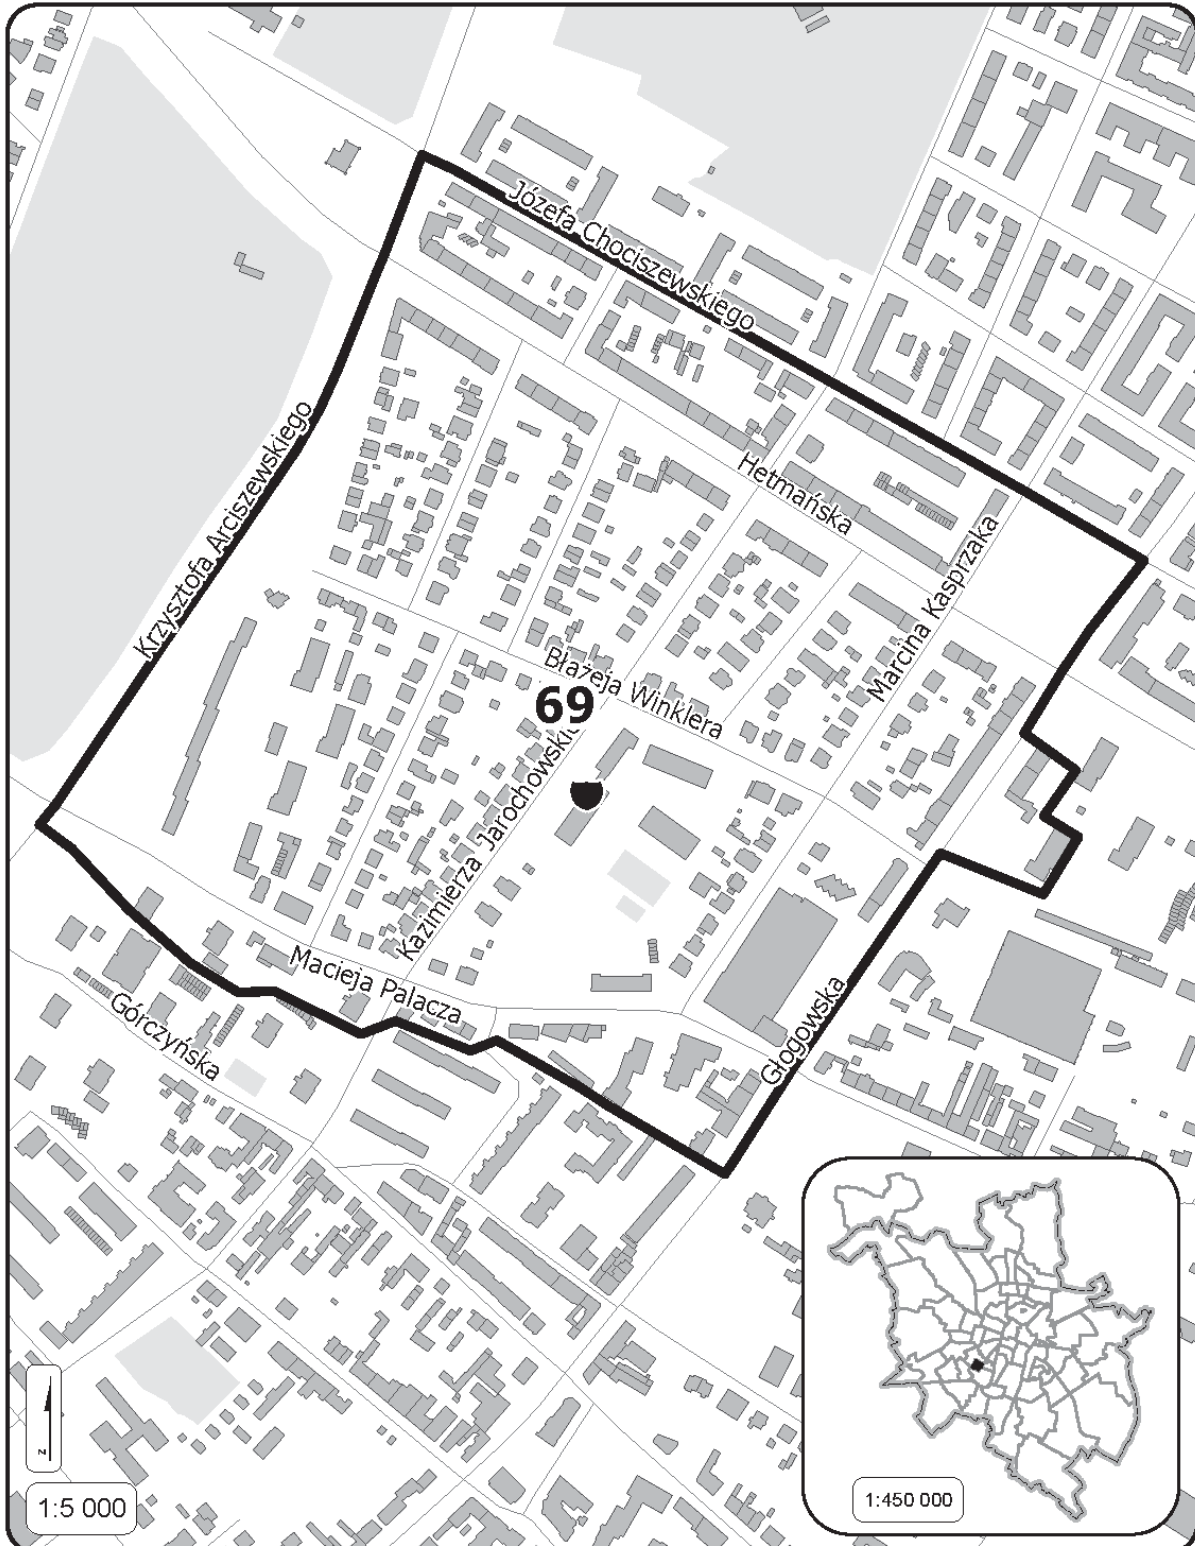 Józefa Chociszewskiego
Krzysztofa Arciszewskiego
Hetmańska
Marcina Kasprzaka
Błażeja Winklera
69
Kazimierza Jarochowskie
Macieja Palacza
Górczyńska
Głogowska
N
1:5 000
1:450 000